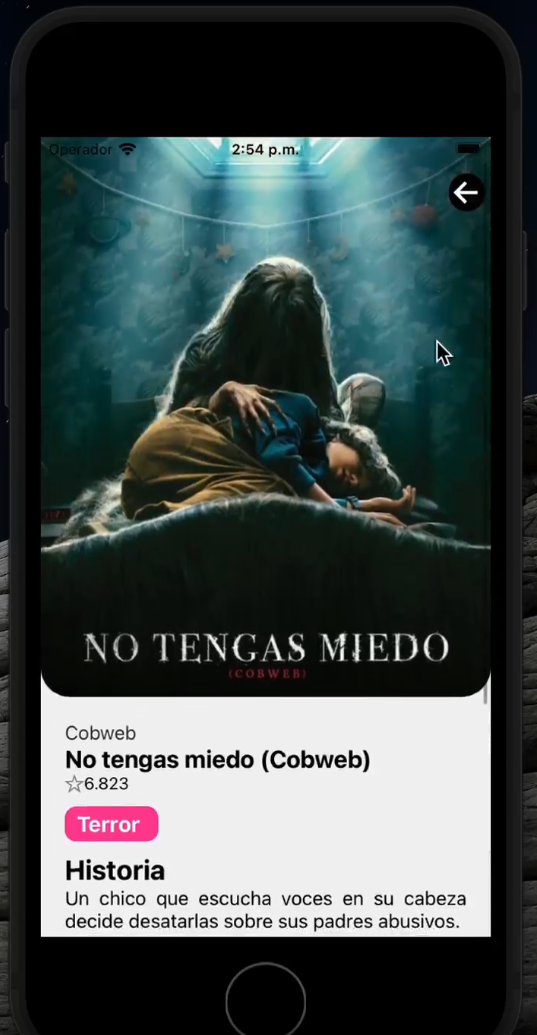 Operador
2:54 p.m.
NO TENGAS MIEDO
(COBWEB)
Cobweb
No tengas miedo (Cobweb)
☆6.823
Terror
Historia
Un chico que escucha voces en su cabeza
decide desatarlas sobre sus padres abusivos.